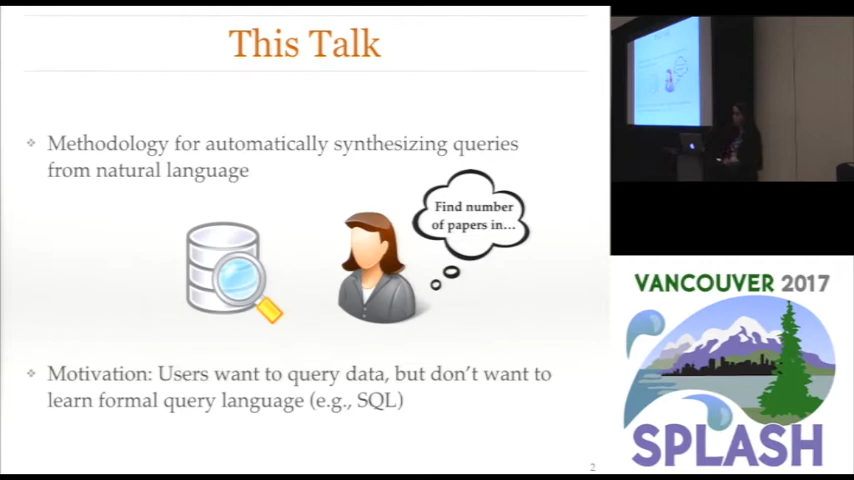 This Talk
Methodology for automatically synthesizing queries
from natural language
Find number
of papers in...
Motivation: Users want to query data, but don't want to
learn formal query language (e.g., SQL)
2
VANCOUVER 2017
SPLASH